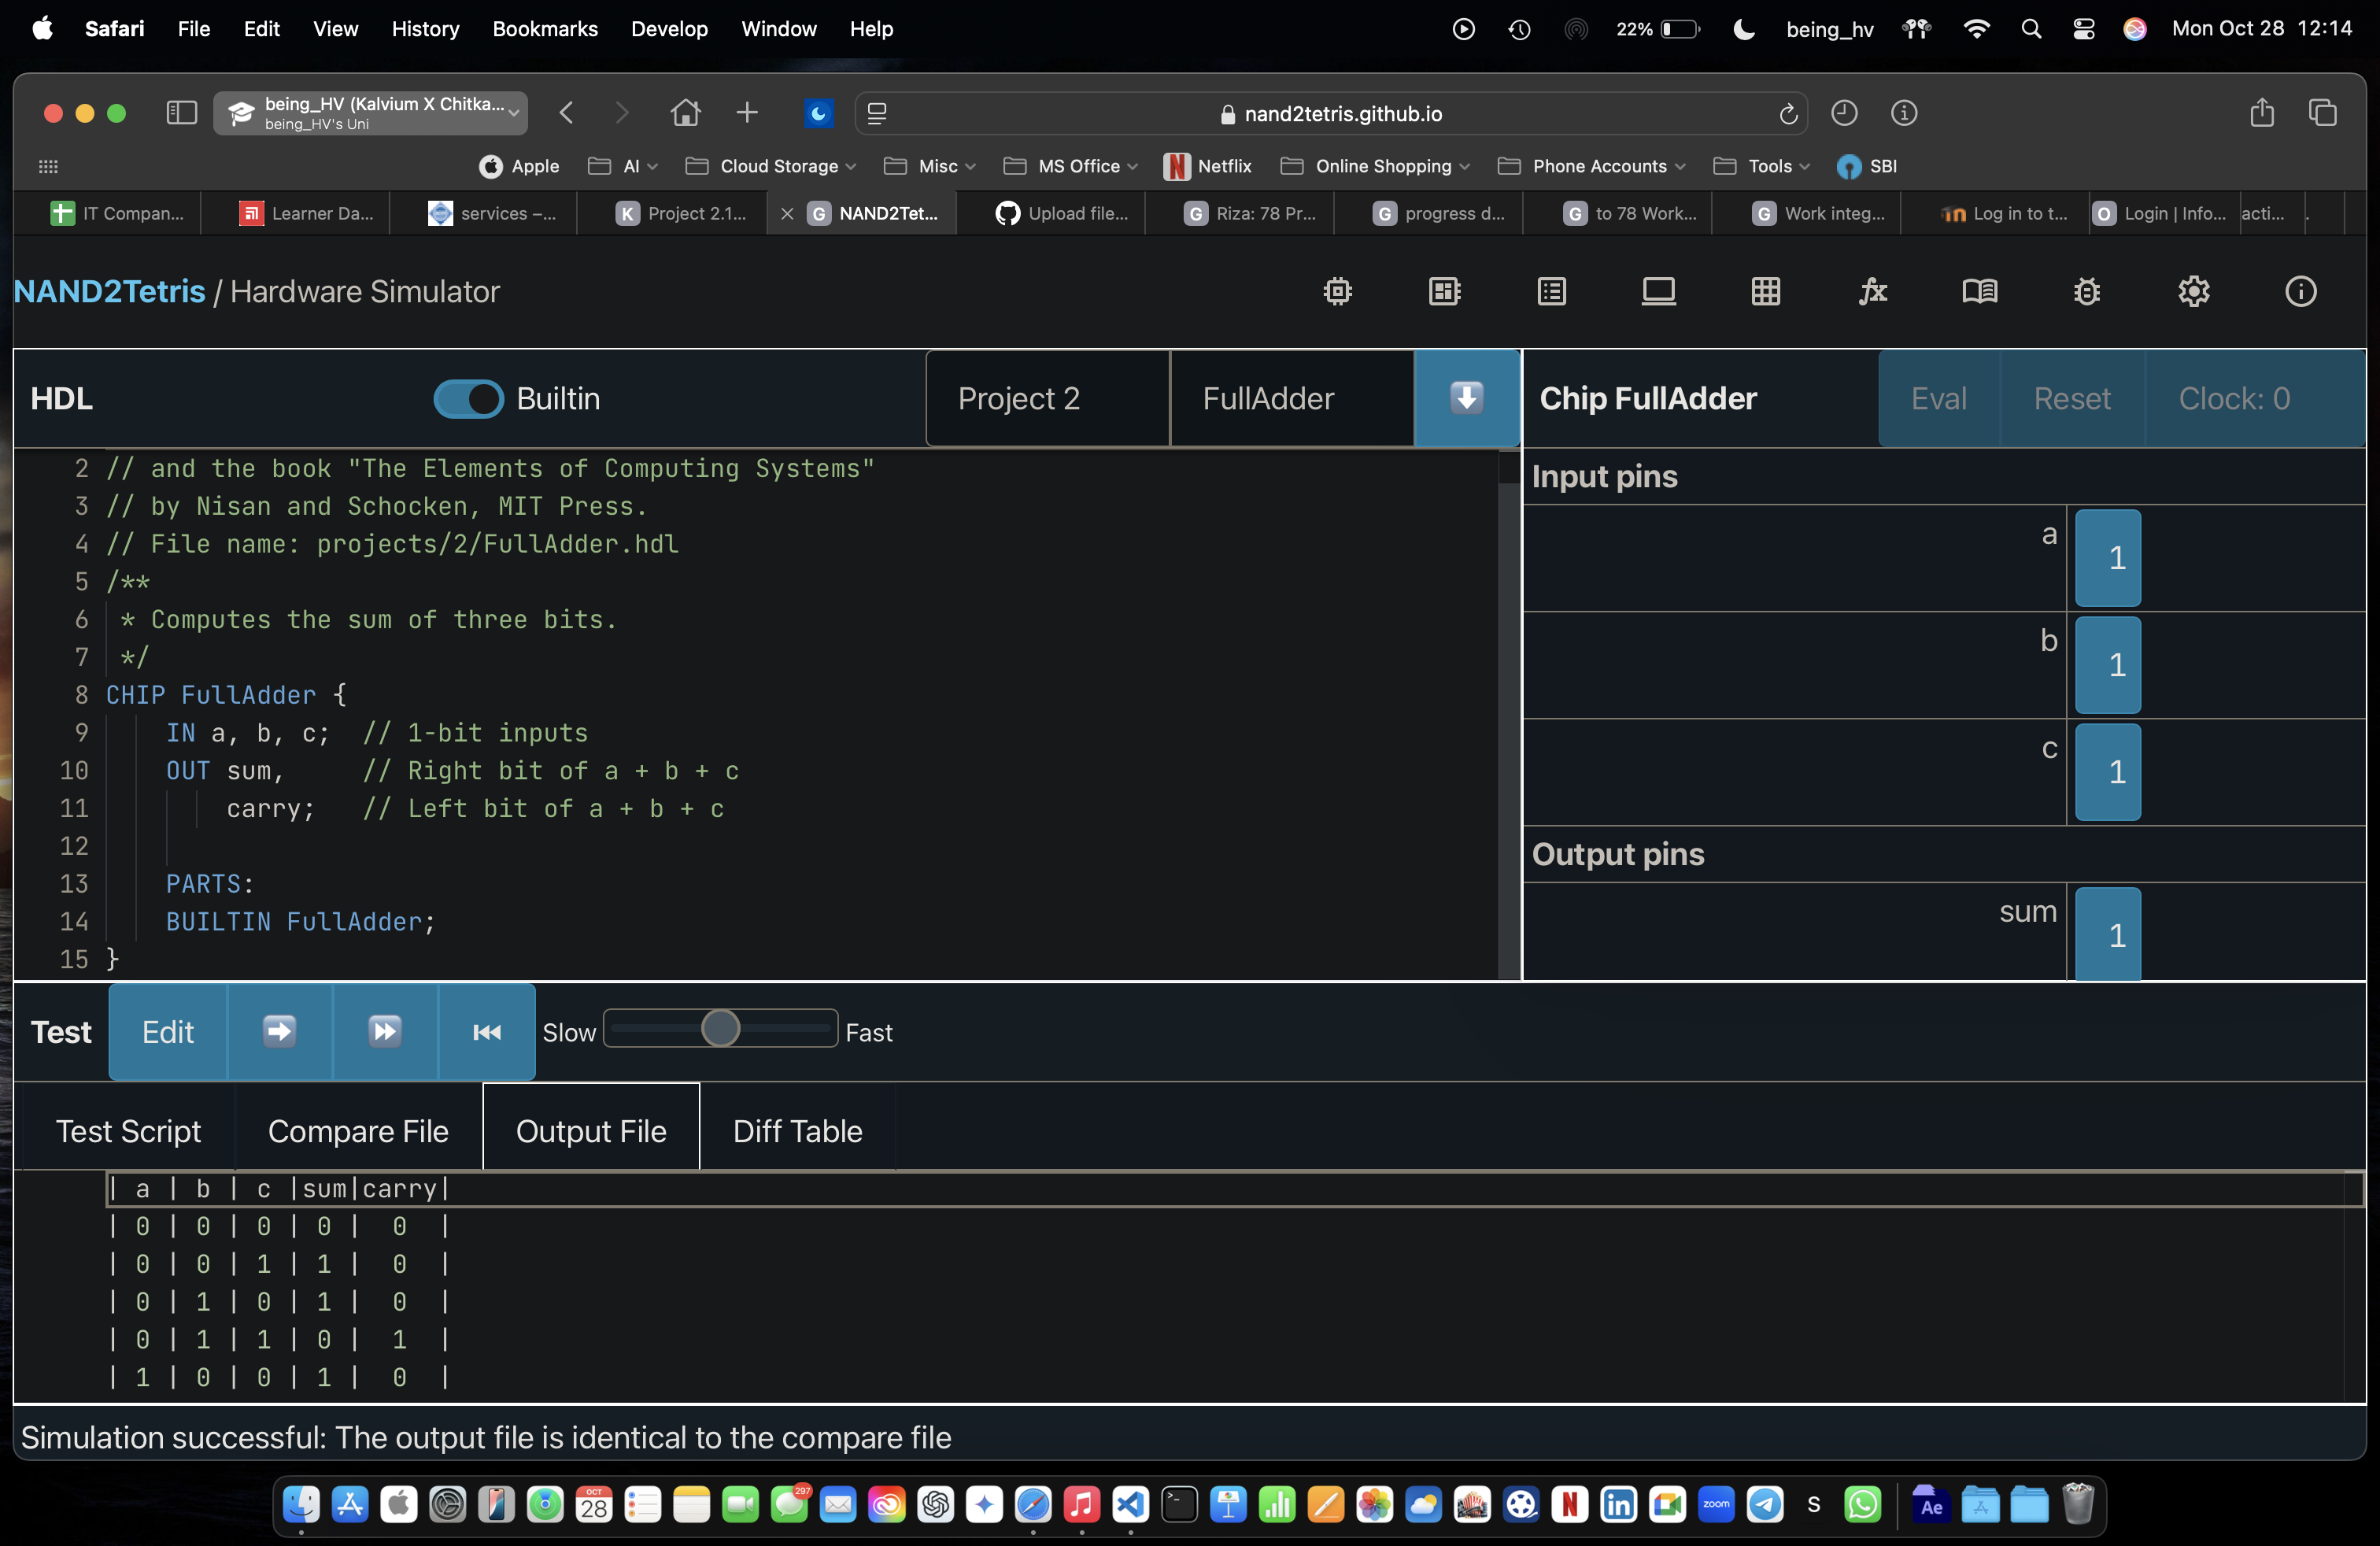 Safari File Edit View History Bookmarks Develop Window Help 22% being_hv Mon Oct 28 12:14
being_HV (Kalvium X Chitka...
being_HV's Uni
nand2tetris.github.io
Apple AI Cloud Storage Misc MS Office Netflix Online Shopping Phone Accounts Tools SBI
IT Compan... Learner Da... services –... K Project 2.1... G NAND2Tet... Upload file... G Riza: 78 Pr... G progress d... G to 78 Work... G Work integ... Log in to t... O Login | Info... acti... .
NAND2Tetris / Hardware Simulator
HDL Builtin Project 2 FullAdder Chip FullAdder Eval Reset Clock: 0
2 // and the book "The Elements of Computing Systems"
3 // by Nisan and Schocken, MIT Press.
4 // File name: projects/2/FullAdder.hdl
5 /**
6 * Computes the sum of three bits.
7 */
8 CHIP FullAdder {
9 IN a, b, c; // 1-bit inputs
10 OUT sum, // Right bit of a + b + c
11 carry; // Left bit of a + b + c
12
13 PARTS:
14 BUILTIN FullAdder;
15 }
Input pins
a 1
b 1
c 1
Output pins
sum 1
Test Edit Slow Fast
Test Script Compare File Output File Diff Table
| a | b | c |sum|carry|
| 0 | 0 | 0 | 0 | 0 |
| 0 | 0 | 1 | 1 | 0 |
| 0 | 1 | 0 | 1 | 0 |
| 0 | 1 | 1 | 0 | 1 |
| 1 | 0 | 0 | 1 | 0 |
Simulation successful: The output file is identical to the compare file
OCT
28
297
N
in
zoom
S
Ae